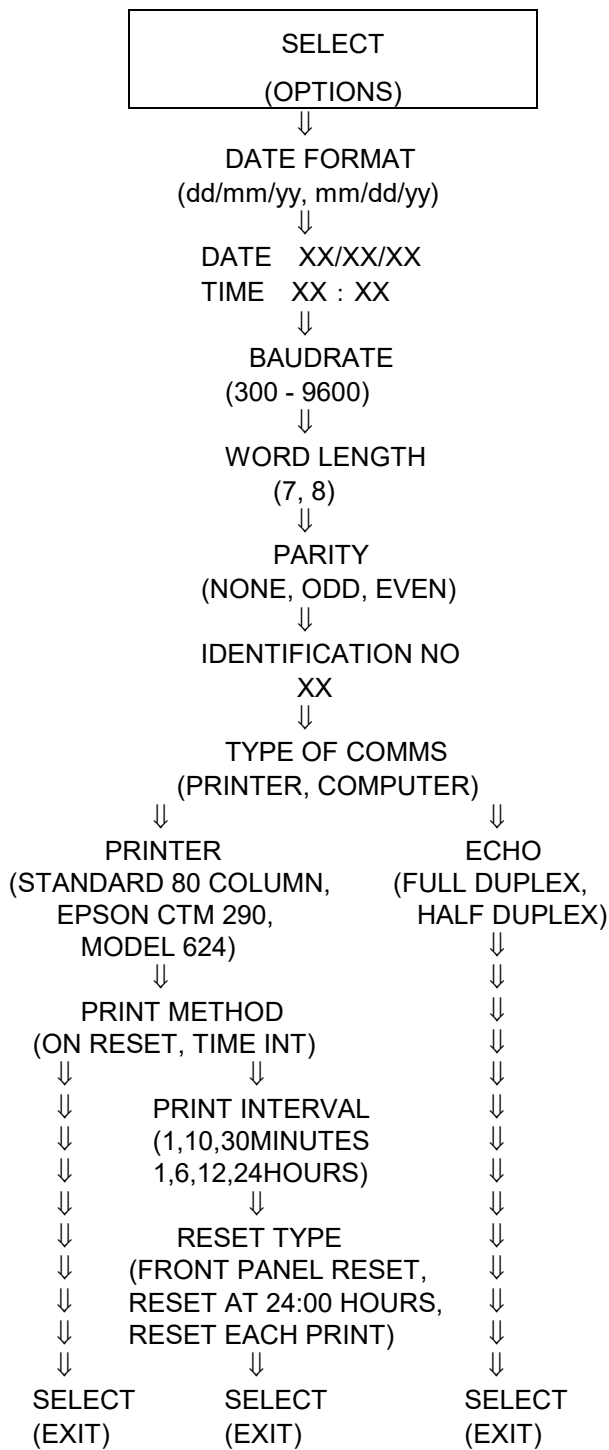 SELECT
(OPTIONS)
⇓
DATE FORMAT
(dd/mm/yy, mm/dd/yy)
⇓
DATE XX/XX/XX
TIME XX : XX
⇓
BAUDRATE
(300 - 9600)
⇓
WORD LENGTH
(7, 8)
⇓
PARITY
(NONE, ODD, EVEN)
⇓
IDENTIFICATION NO
XX
⇓
TYPE OF COMMS
(PRINTER, COMPUTER)
⇓ ⇓
PRINTER ECHO
(STANDARD 80 COLUMN, (FULL DUPLEX,
EPSON CTM 290, HALF DUPLEX)
MODEL 624) ⇓
⇓ ⇓
PRINT METHOD ⇓
(ON RESET, TIME INT) ⇓
⇓ ⇓ ⇓
⇓ PRINT INTERVAL ⇓
⇓ (1,10,30MINUTES ⇓
⇓ 1,6,12,24HOURS) ⇓
⇓ ⇓ ⇓
⇓ RESET TYPE ⇓
⇓ (FRONT PANEL RESET, ⇓
⇓ RESET AT 24:00 HOURS, ⇓
⇓ RESET EACH PRINT) ⇓
⇓ ⇓ ⇓
SELECT SELECT SELECT
(EXIT) (EXIT) (EXIT)